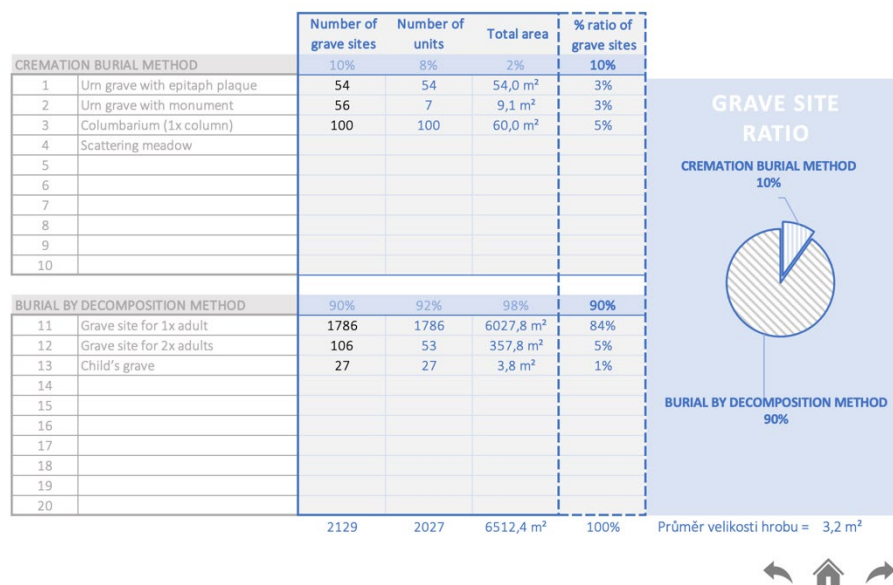 Number of grave sites Number of units Total area % ratio of grave sites
CREMATION BURIAL METHOD 10% 8% 2% 10%
1 Urn grave with epitaph plaque 54 54 54,0 m² 3%
2 Urn grave with monument 56 7 9,1 m² 3%
3 Columbarium (1x column) 100 100 60,0 m² 5%
4 Scattering meadow
5
6
7
8
9
10
BURIAL BY DECOMPOSITION METHOD 90% 92% 98% 90%
11 Grave site for 1x adult 1786 1786 6027,8 m² 84%
12 Grave site for 2x adults 106 53 357,8 m² 5%
13 Child's grave 27 27 3,8 m² 1%
14
15
16
17
18
19
20
2129 2027 6512,4 m² 100%
GRAVE SITE
RATIO
CREMATION BURIAL METHOD
10%
BURIAL BY DECOMPOSITION METHOD
90%
Průměr velikosti hrobu = 3,2 m²